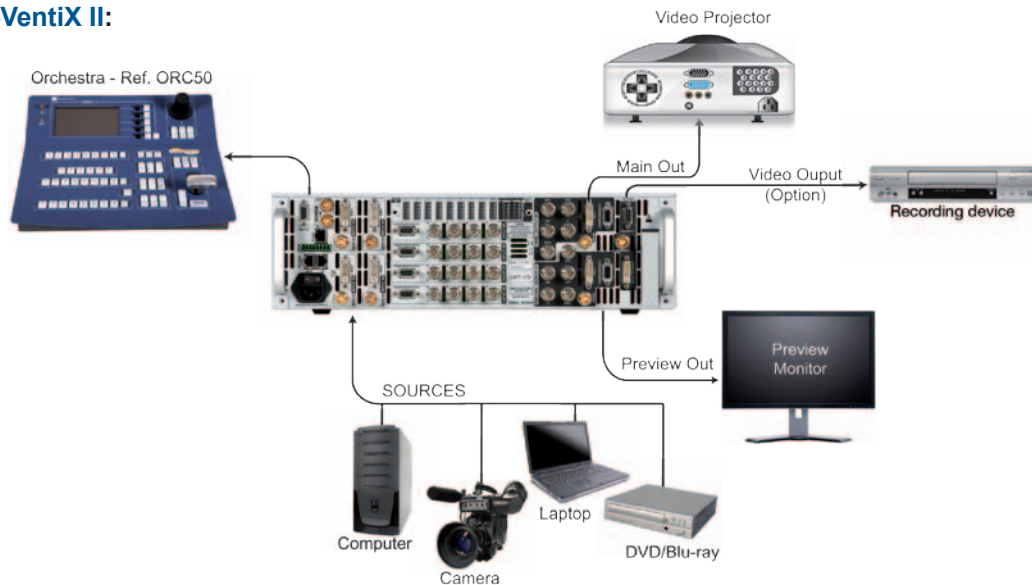 VentiX II:
Video Projector
Orchestra - Ref. ORC50
Main Out
Video Ouput
(Option)
Recording device
Preview
Monitor
Preview Out
SOURCES
Computer
Camera
Laptop
DVD/Blu-ray